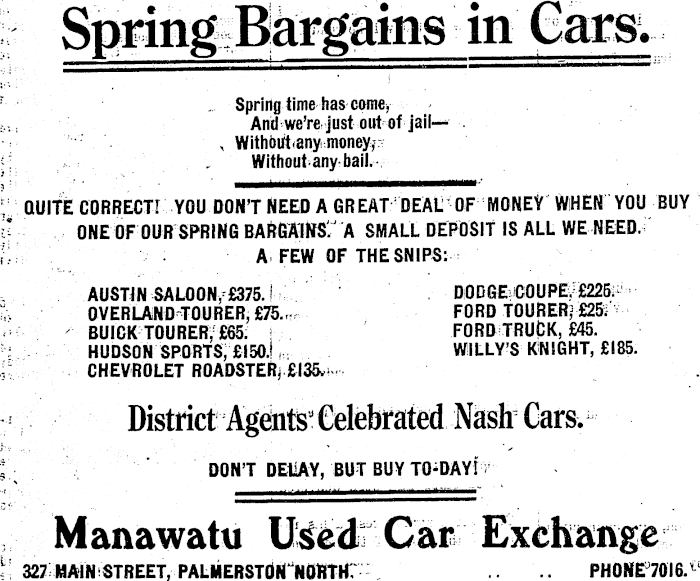 Spring Bargains in Cars.
Spring time has come,
And we're just out of jail—
Without any money,
Without any bail.
QUITE CORRECT! YOU DON'T NEED A GREAT DEAL OF MONEY WHEN YOU BUY
ONE OF OUR SPRING BARGAINS. A SMALL DEPOSIT IS ALL WE NEED.
A FEW OF THE SNIPS:
AUSTIN SALOON, £375.
OVERLAND TOURER, £75.
BUICK TOURER, £65.
HUDSON SPORTS, £150.
CHEVROLET ROADSTER, £135.
DODGE COUPE, £225.
FORD TOURER, £25.
FORD TRUCK, £45.
WILLY'S KNIGHT, £185.
District Agents Celebrated Nash Cars.
DON'T DELAY, BUT BUY TO-DAY!
Manawatu Used Car Exchange
327 MAIN STREET, PALMERSTON NORTH. .. .. PHONE 7016.